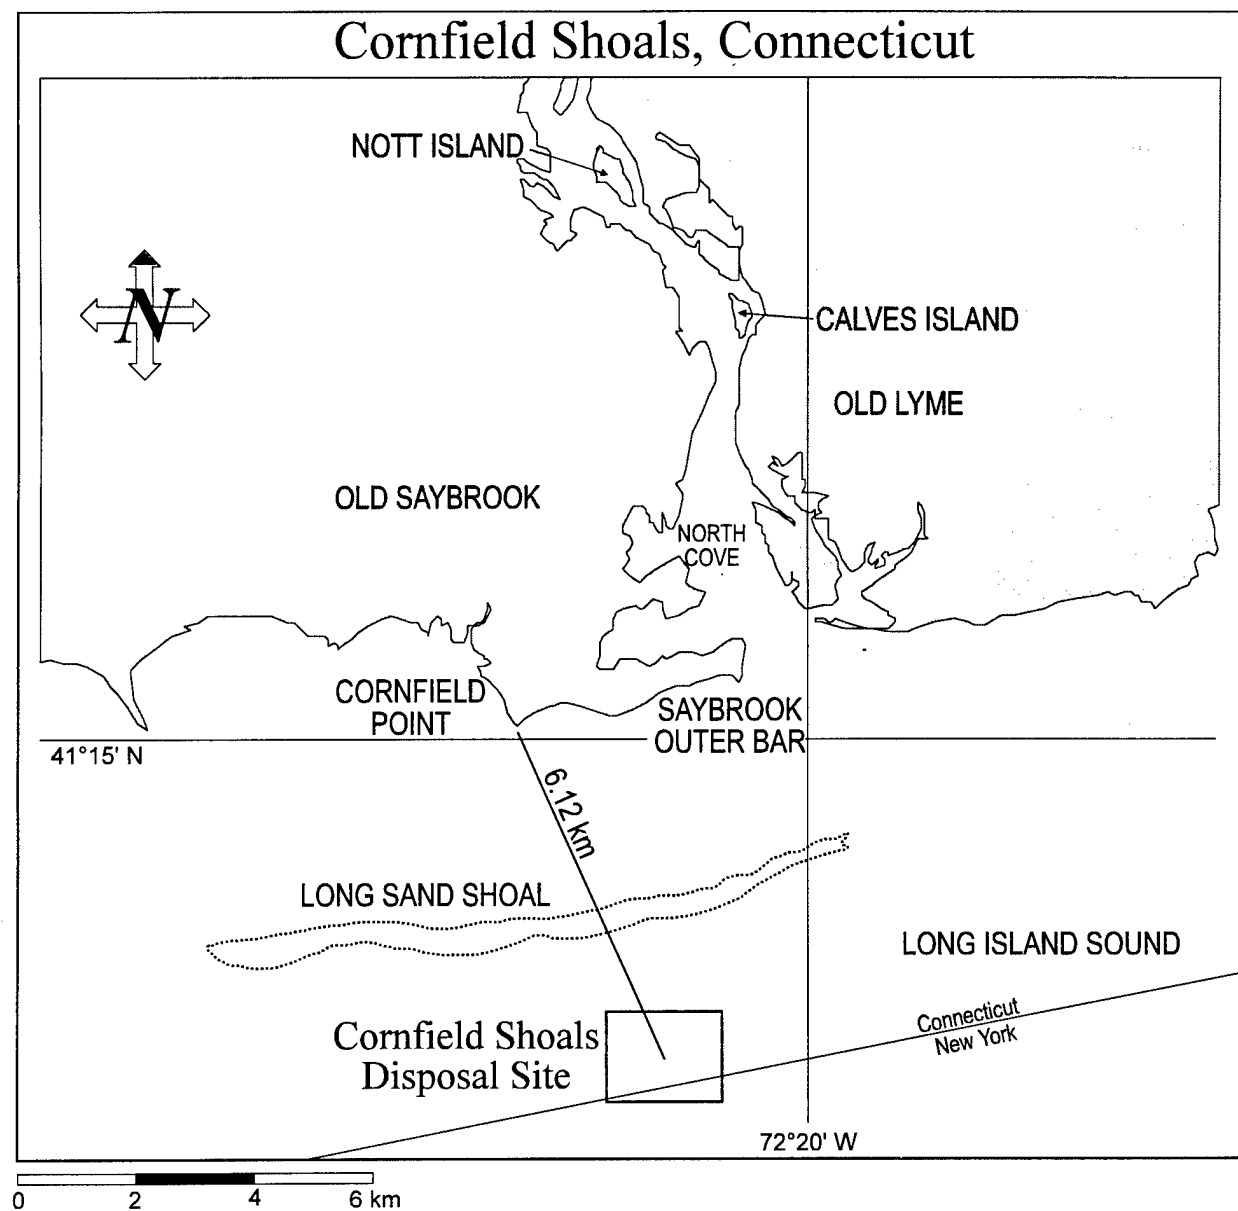 Cornfield Shoals, Connecticut
NOTT ISLAND
N
CALVES ISLAND
OLD LYME
OLD SAYBROOK
NORTH
COVE
CORNFIELD
POINT
SAYBROOK
OUTER BAR
41°15' N
6.12 km
LONG SAND SHOAL
LONG ISLAND SOUND
Connecticut
New York
Cornfield Shoals
Disposal Site
72°20' W
0 2 4 6 km